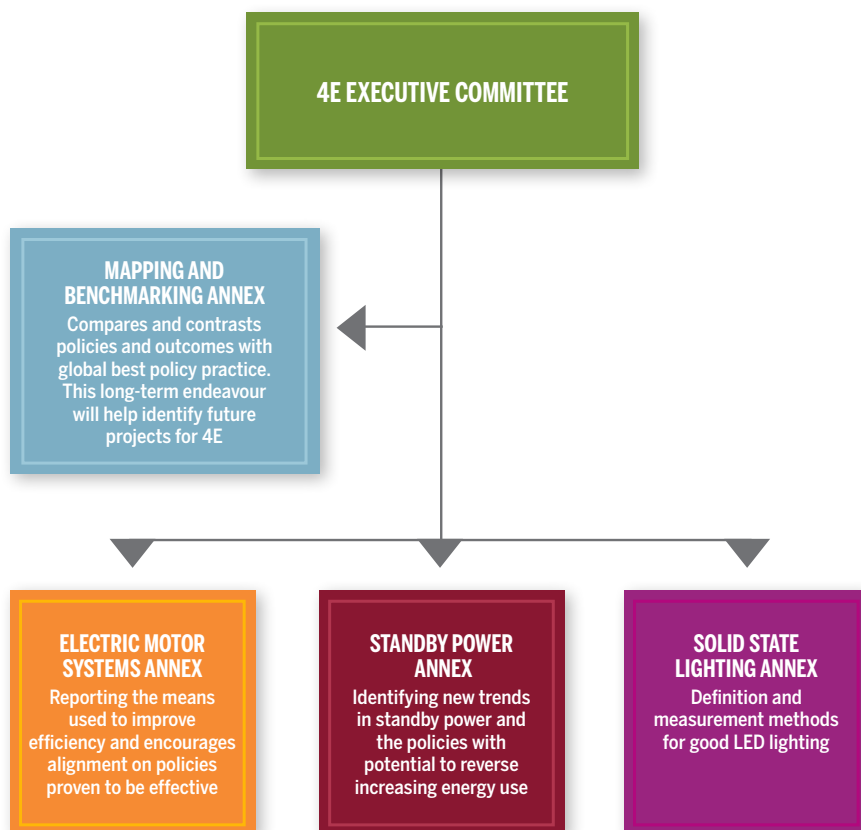 4E EXECUTIVE COMMITTEE
MAPPING AND
BENCHMARKING ANNEX
Compares and contrasts
policies and outcomes with
global best policy practice.
This long-term endeavour
will help identify future
projects for 4E
ELECTRIC MOTOR
SYSTEMS ANNEX
Reporting the means
used to improve
efficiency and encourages
alignment on policies
proven to be effective
STANDBY POWER
ANNEX
Identifying new trends
in standby power and
the policies with
potential to reverse
increasing energy use
SOLID STATE
LIGHTING ANNEX
Definition and
measurement methods
for good LED lighting